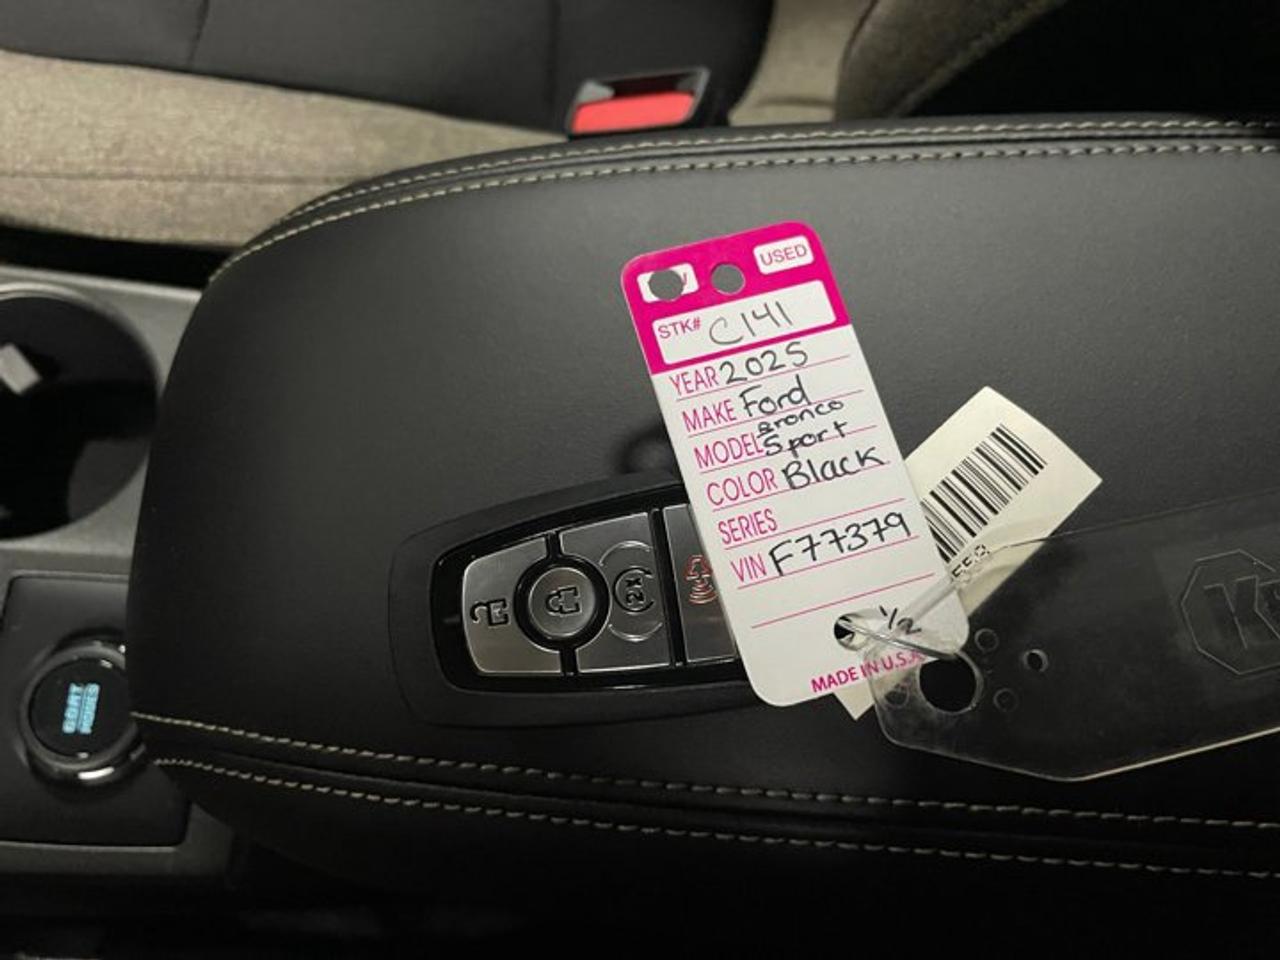 USED
STK# C141
YEAR 2025
MAKE Ford
MODEL Bronco Sport
COLOR Black
SERIES
VIN F77379
1/2
MADE IN U.S.A.
2x